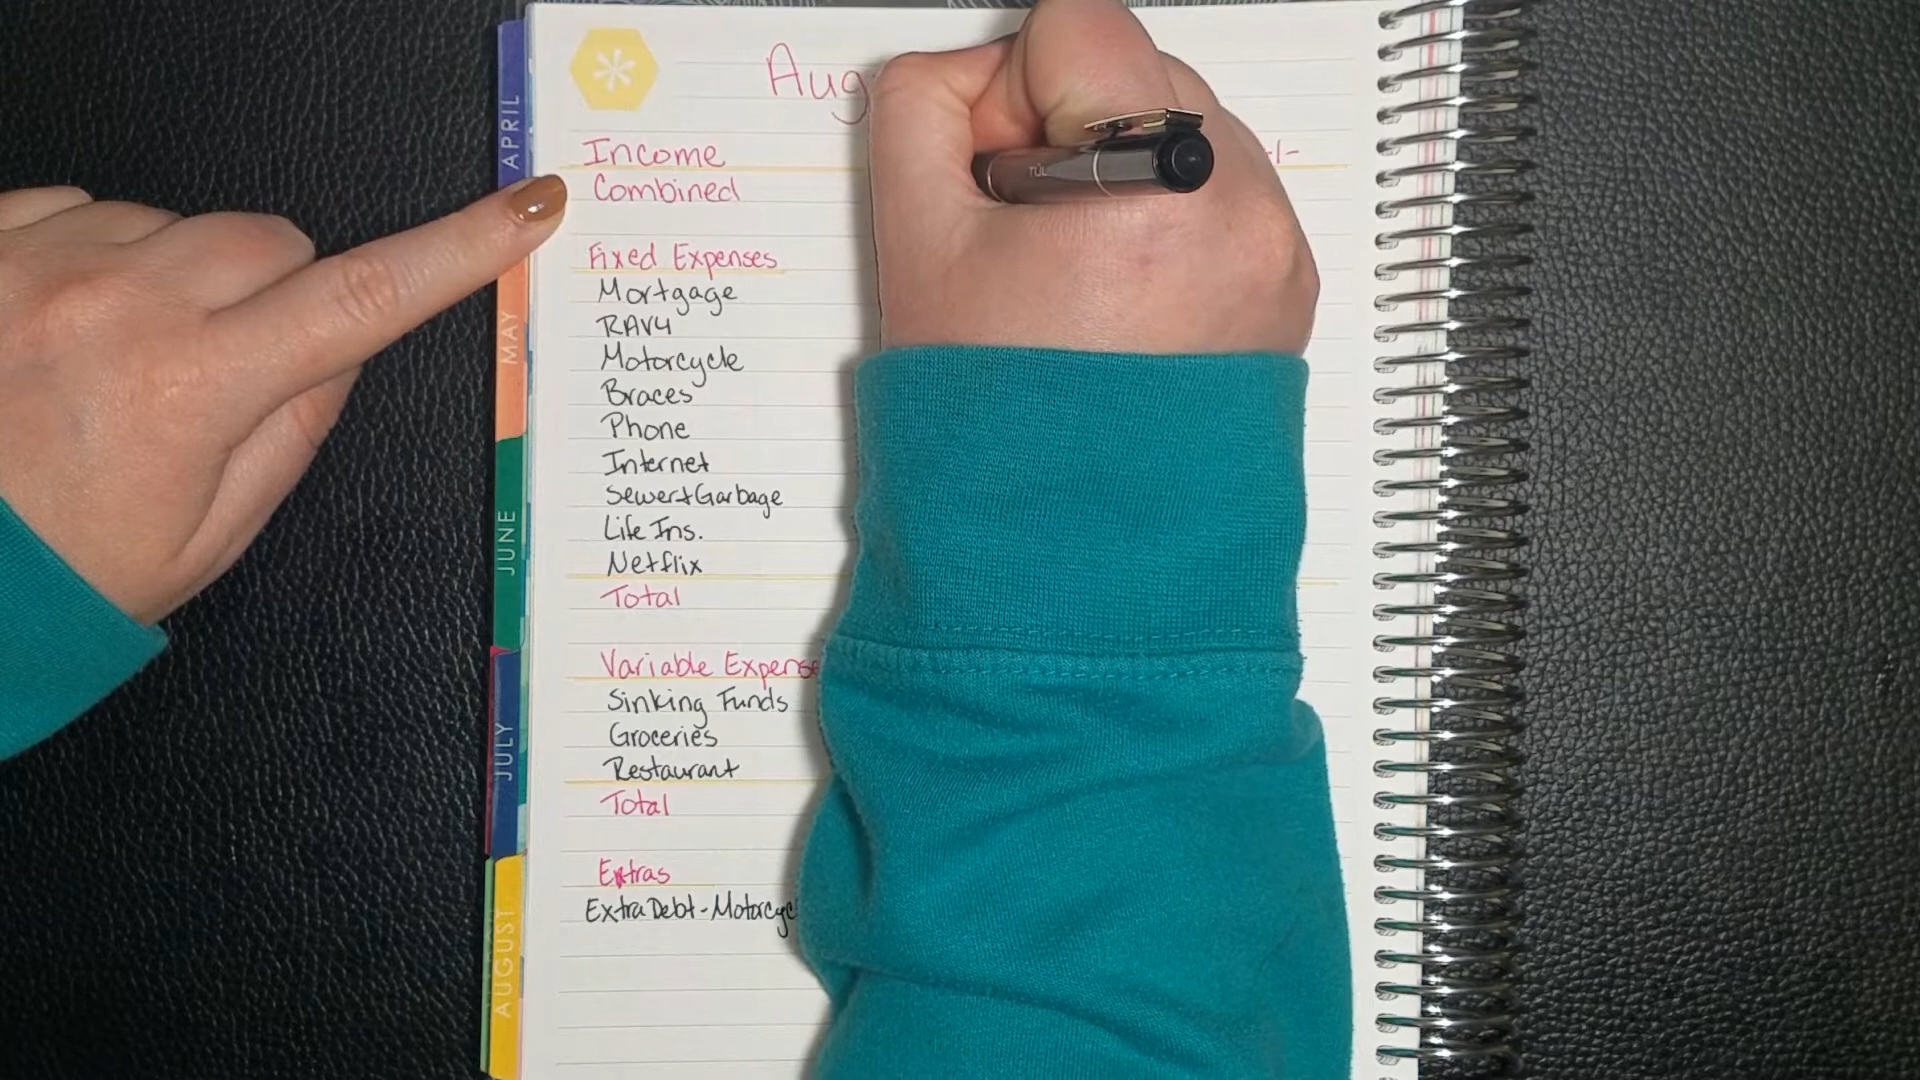 Aug
Income +/-
Combined
Fixed Expenses
Mortgage
RAV4
Motorcycle
Braces
Phone
Internet
Sewer+Garbage
Life Ins.
Netflix
Total
Variable Expense
Sinking Funds
Groceries
Restaurant
Total
Extras
Extra Debt - Motorcyc
APRIL
MAY
JUNE
JULY
AUGUST
TUL